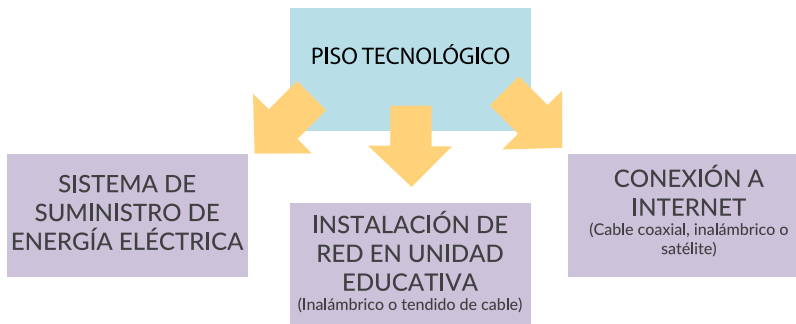 PISO TECNOLÓGICO
SISTEMA DE
SUMINISTRO DE
ENERGÍA ELÉCTRICA
INSTALACIÓN DE
RED EN UNIDAD
EDUCATIVA
(Inalámbrico o tendido de cable)
CONEXIÓN A
INTERNET
(Cable coaxial, inalámbrico o
satélite)